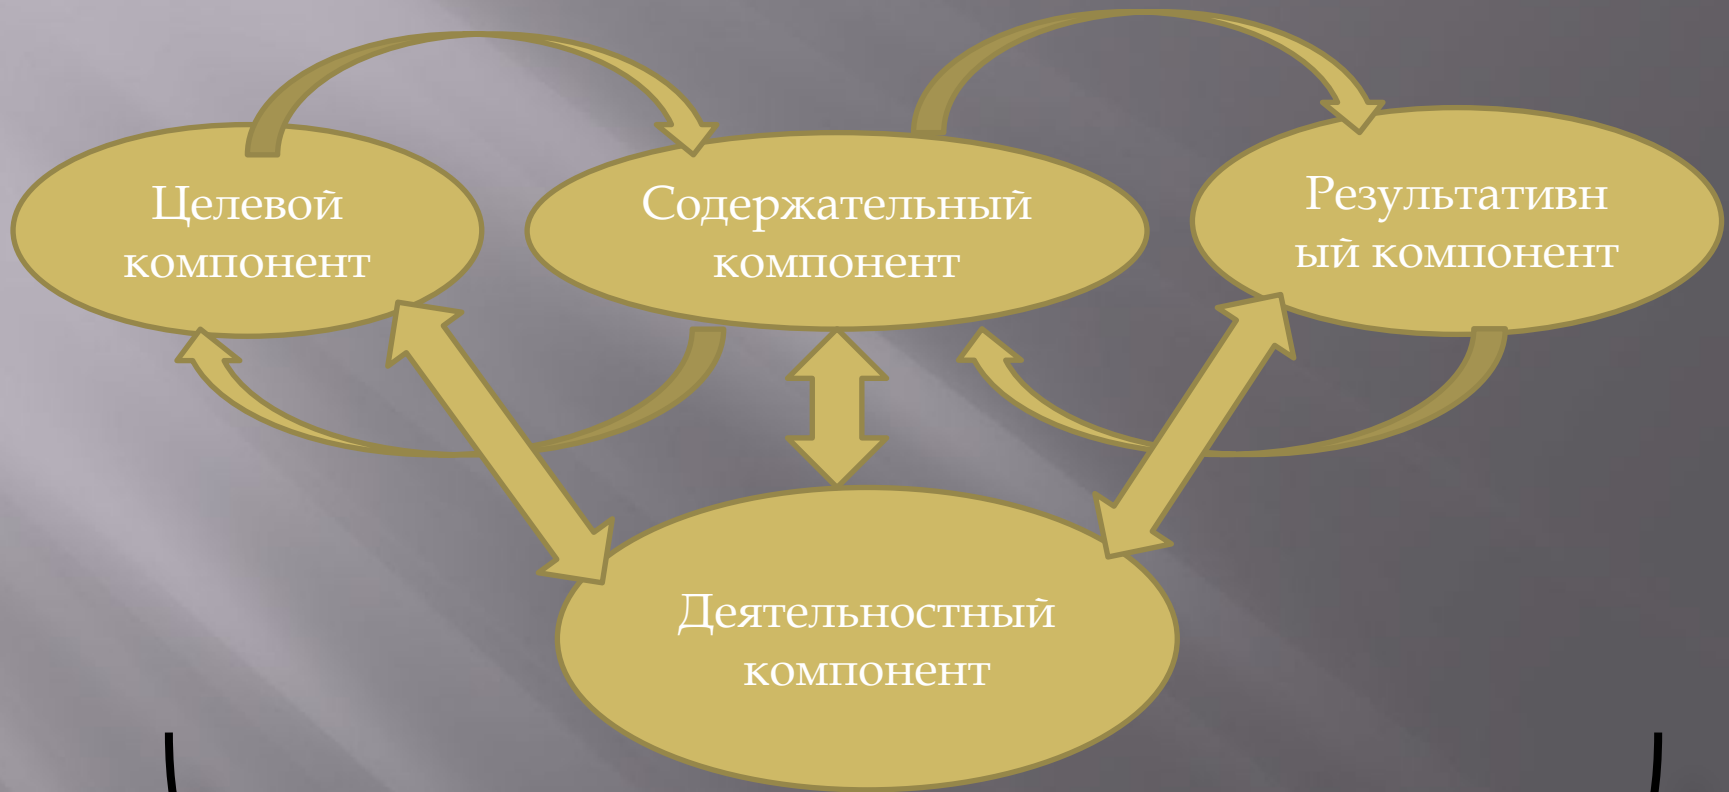 Целевой
компонент
Содержательный
компонент
Результативн
ый компонент
Деятельностный
компонент